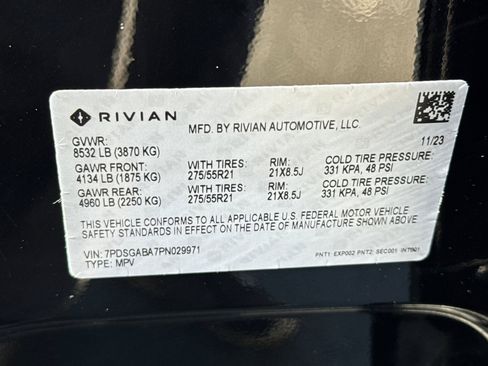 RIVIAN
MFD. BY RIVIAN AUTOMOTIVE, LLC.
GVWR: 11/23
8532 LB (3870 KG)
GAWR FRONT: WITH TIRES: RIM: COLD TIRE PRESSURE:
4134 LB (1875 KG) 275/55R21 21X8.5J 331 KPA, 48 PSI
GAWR REAR: WITH TIRES: RIM: COLD TIRE PRESSURE:
4960 LB (2250 KG) 275/55R21 21X8.5J 331 KPA, 48 PSI
THIS VEHICLE CONFORMS TO ALL APPLICABLE U.S. FEDERAL MOTOR VEHICLE
SAFETY STANDARDS IN EFFECT ON THE DATE OF MANUFACTURE SHOWN ABOVE.
VIN: 7PDSGABA7PN029971
TYPE: MPV PNT1: EXP002 PNT2: SEC001